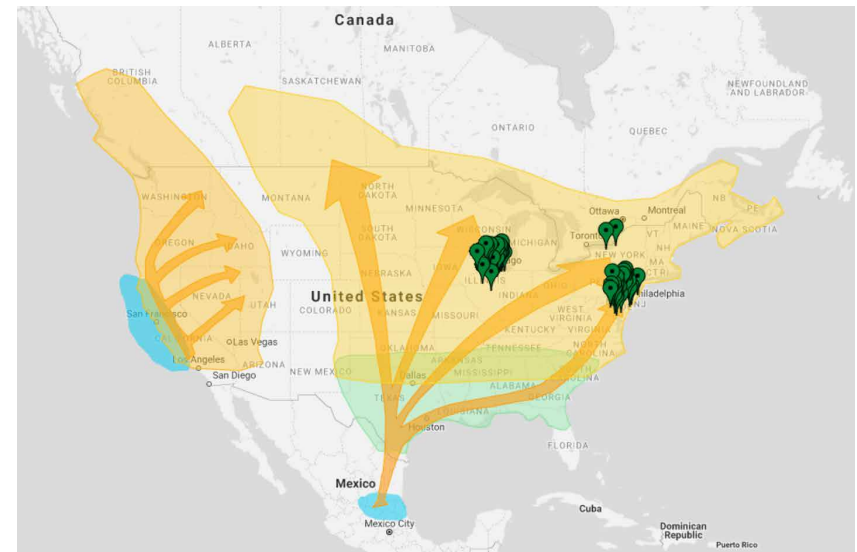 Canada
ALBERTA
MANITOBA
BRITISH
COLUMBIA
SASKATCHEWAN
NEWFOUNDLAND
AND LABRADOR
ONTARIO
QUEBEC
WASHINGTON
MONTANA
NORTH
DAKOTA
MINNESOTA
Ottawa
Montreal
NB
PE
MAINE
NOVA SCOTIA
OREGON
IDAHO
SOUTH
DAKOTA
WISCONSIN
MICHIGAN
Toronto
VT
NH
WYOMING
NEW YORK
MA
CT
RI
NEBRASKA
IOWA
ILLINOIS
INDIANA
OHIO
hiladelphia
NJ
NEVADA
UTAH
United States
COLORADO
KANSAS
MISSOURI
WEST
VIRGINIA
KENTUCKY
VIRGINIA
San Francisco
CALIFORNIA
Las Vegas
OKLAHOMA
TENNESSEE
NORTH
CAROLINA
Los Angeles
ARIZONA
NEW MEXICO
ARKANSAS
MISSISSIPPI
SOUTH
CAROLINA
San Diego
Dallas
ALABAMA
TEXAS
GEORGIA
LOUISIANA
Houston
FLORIDA
Mexico
Mexico City
Cuba
Dominican
Republic
Puerto Rico